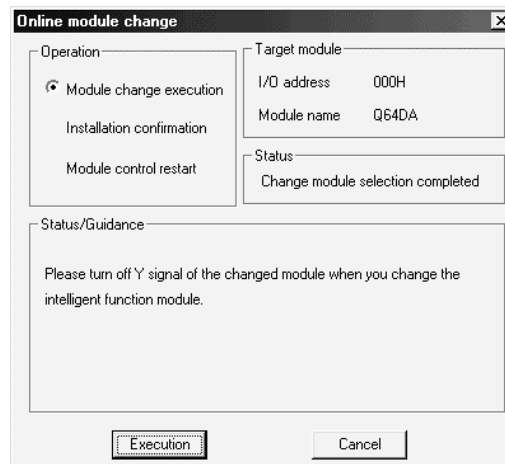 Online module change
Operation
Module change execution
Installation confirmation
Module control restart
Target module
I/O address 000H
Module name Q64DA
Status
Change module selection completed
Status/Guidance
Please turn off Y signal of the changed module when you change the
intelligent function module.
Execution
Cancel